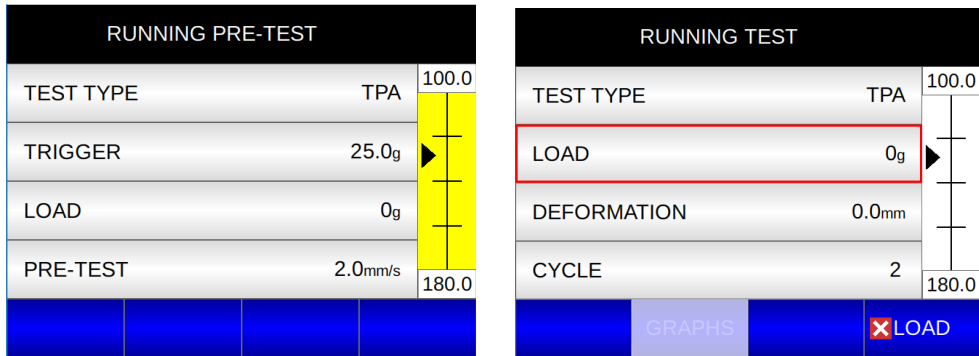 RUNNING PRE-TEST
TEST TYPE TPA
100.0
TRIGGER 25.0g
LOAD 0g
PRE-TEST 2.0mm/s
180.0
RUNNING TEST
TEST TYPE TPA
100.0
LOAD 0g
DEFORMATION 0.0mm
CYCLE 2
180.0
GRAPHS LOAD